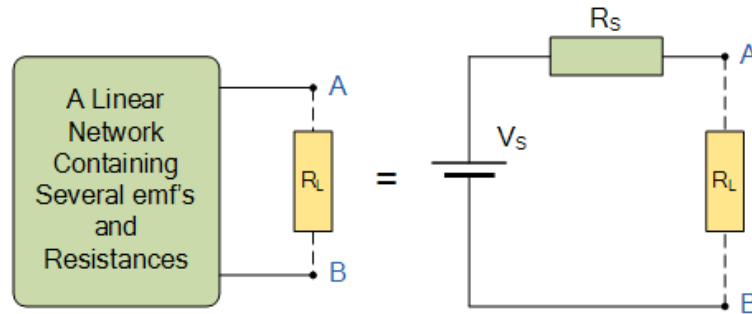 A Linear
Network
Containing
Several emf's
and
Resistances
A
RL
B
=
VS
RS
A
RL
B